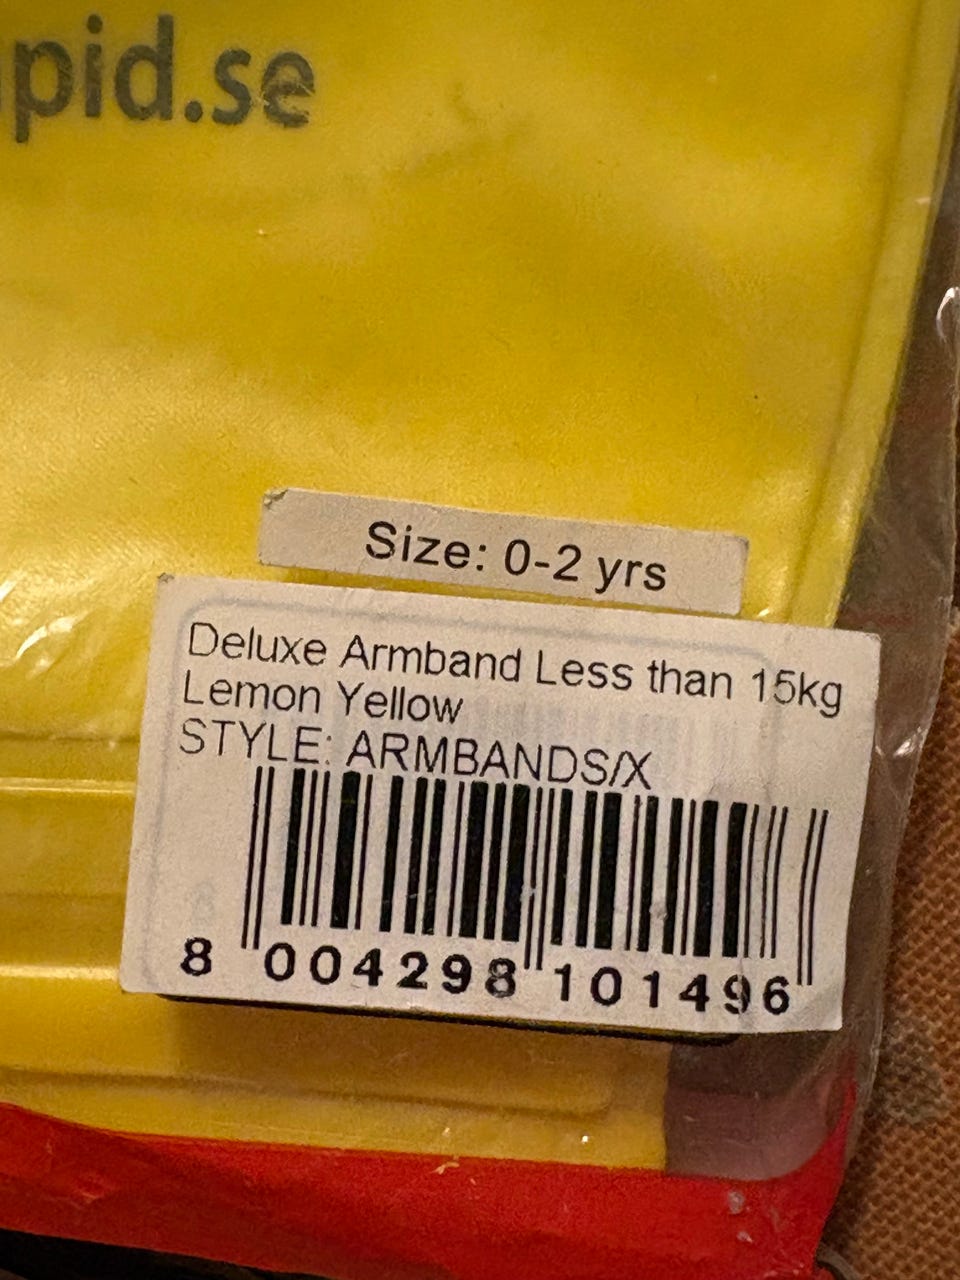 pid.se
Size: 0-2 yrs
Deluxe Armband Less than 15kg
Lemon Yellow
STYLE: ARMBANDS/X
8 004298 101496